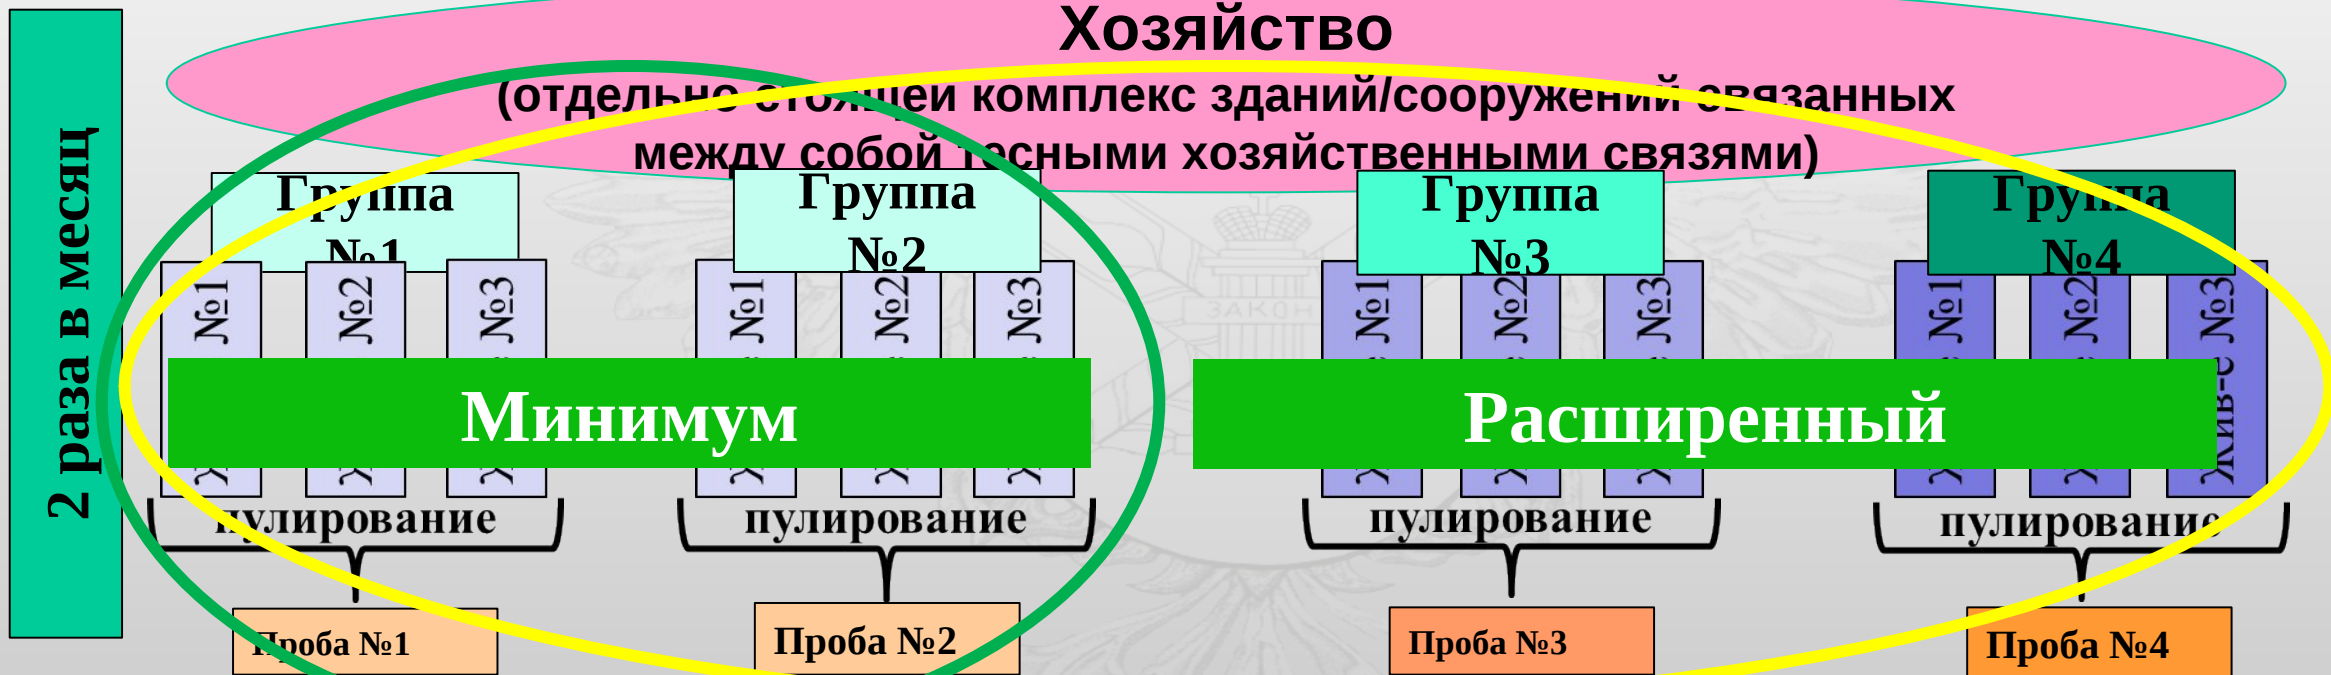 Хозяйство
(отдельно стоящей комплекс зданий/сооружений связанных
между собой тесными хозяйственными связями)
2 раза в месяц
Группа
№1
Группа
№2
Группа
№3
Группа
№4
№1
№2
№3
№1
№2
№3
№1
№2
№3
№1
№2
Жив-е №3
Минимум
Расширенный
ЗАКОН
пулирование
пулирование
пулирование
пулирование
Проба №1
Проба №2
Проба №3
Проба №4